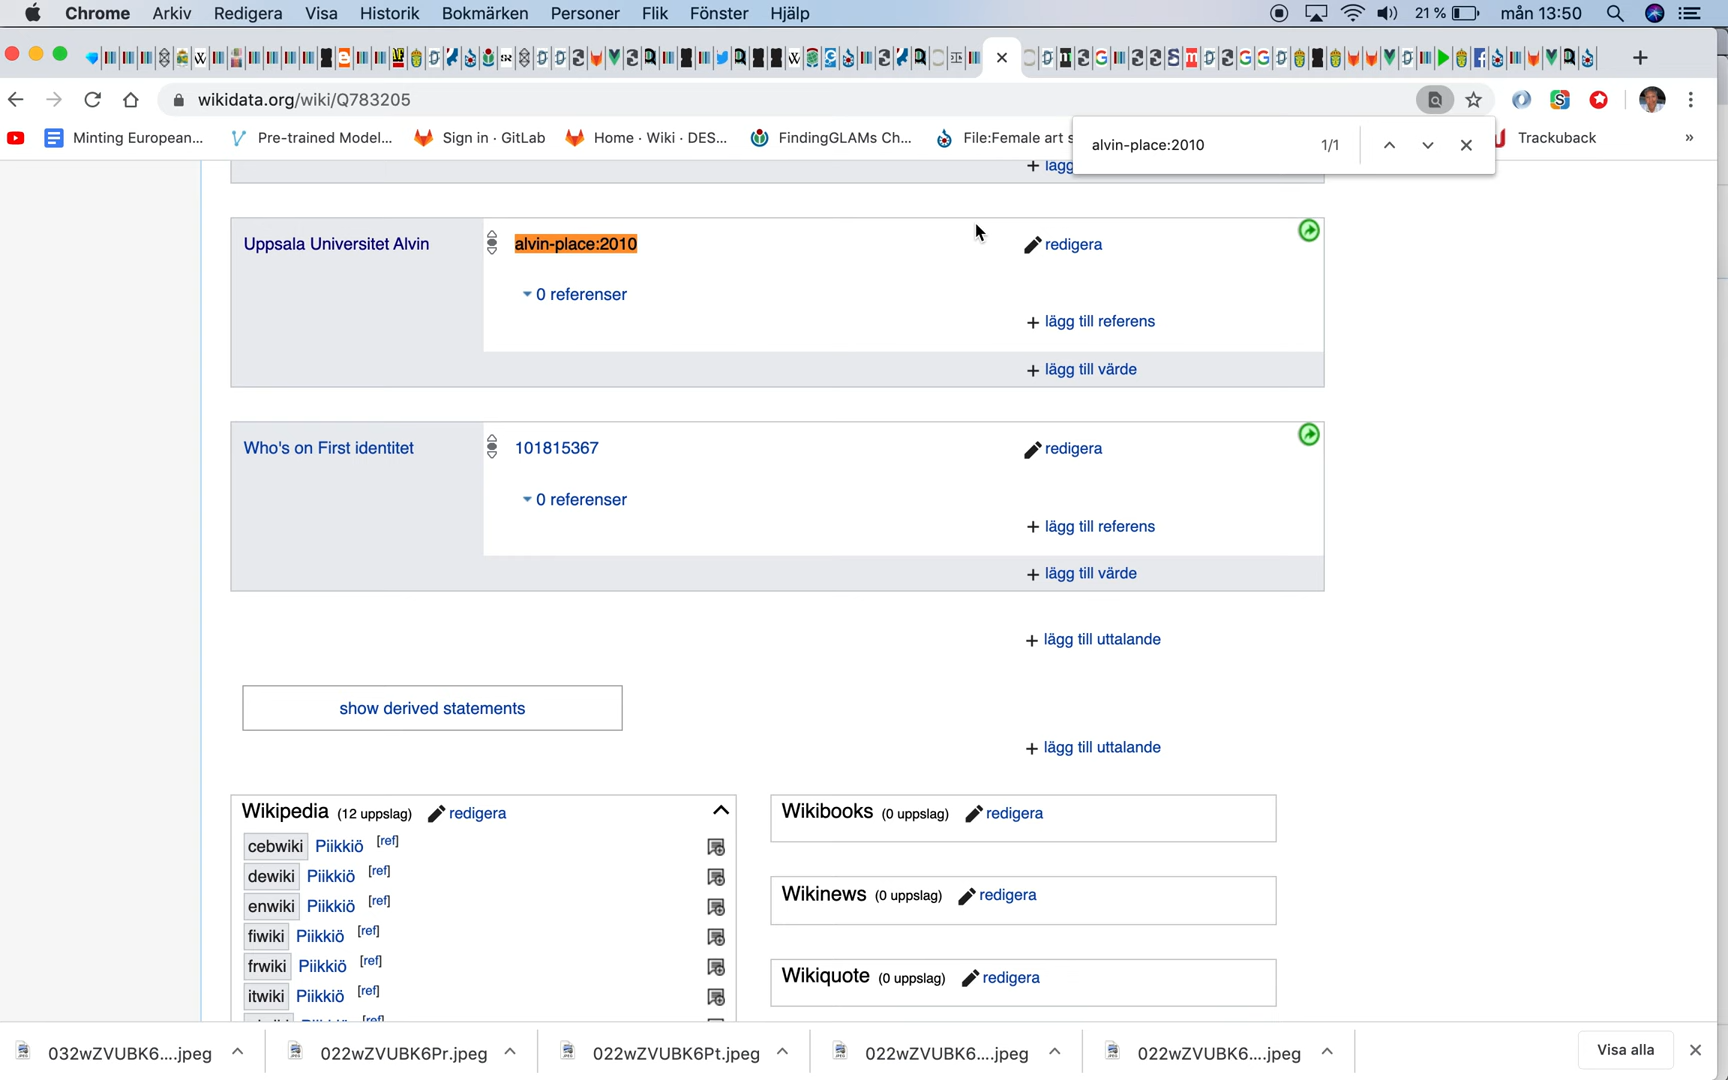 Chrome Arkiv Redigera Visa Historik Bokmärken Personer Flik Fönster Hjälp 21 % mån 13:50
wikidata.org/wiki/Q783205
Minting European... Pre-trained Model... Sign in · GitLab Home · Wiki · DES... FindingGLAMs Ch... File:Female art s Trackuback »
alvin-place:2010 1/1
+ lägg
Uppsala Universitet Alvin alvin-place:2010 redigera
0 referenser
+ lägg till referens
+ lägg till värde
Who's on First identitet 101815367 redigera
0 referenser
+ lägg till referens
+ lägg till värde
+ lägg till uttalande
show derived statements
+ lägg till uttalande
Wikipedia (12 uppslag) redigera
cebwiki Piikkiö [ref]
dewiki Piikkiö [ref]
enwiki Piikkiö [ref]
fiwiki Piikkiö [ref]
frwiki Piikkiö [ref]
itwiki Piikkiö [ref]
Wikibooks (0 uppslag) redigera
Wikinews (0 uppslag) redigera
Wikiquote (0 uppslag) redigera
032wZVUBK6....jpeg 022wZVUBK6Pr.jpeg 022wZVUBK6Pt.jpeg 022wZVUBK6....jpeg 022wZVUBK6....jpeg Visa alla